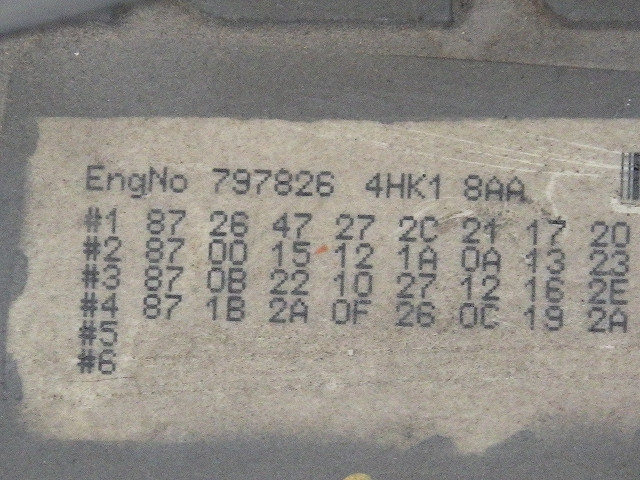 EngNo 797826 4HK1 8AA
#1 87 26 47 27 2C 21 17 20
#2 87 00 15 12 1A 0A 13 23
#3 87 0B 22 10 27 12 16 2E
#4 87 1B 2A 0F 26 0C 19 2A
#5
#6